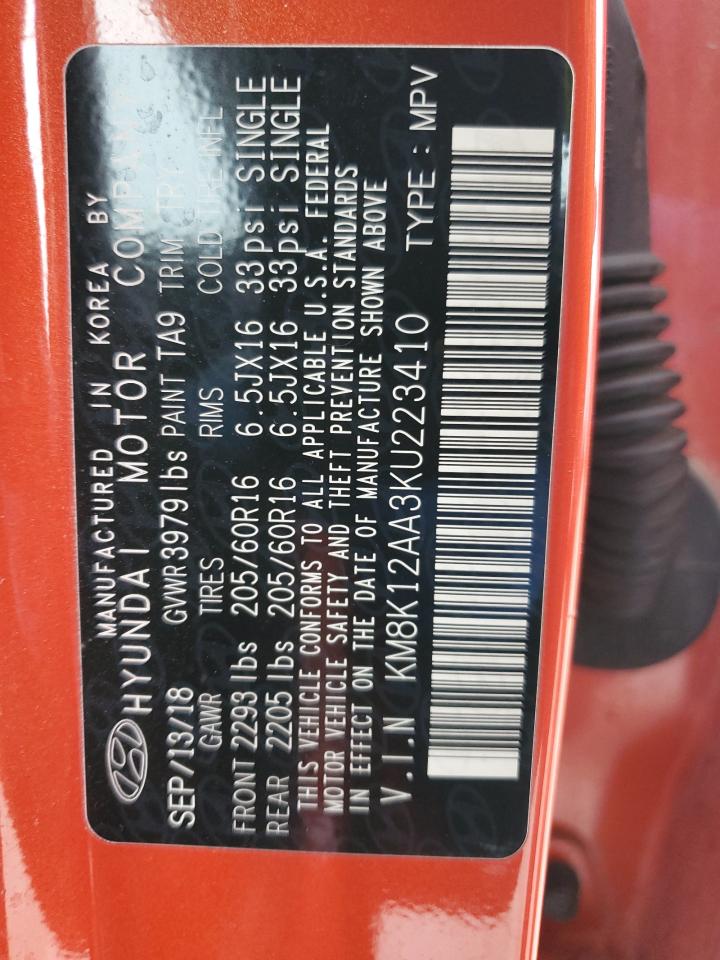 MANUFACTURED IN KOREA BY
HYUNDAI MOTOR COMPANY
SEP/13/18 GVWR 3979lbs PAINT TA9 TRIM TRY
GAWR TIRES RIMS COLD TIRE INFL
FRONT 2293 lbs 205/60R16 6.5JX16 33psi SINGLE
REAR 2205 lbs 205/60R16 6.5JX16 33psi SINGLE
THIS VEHICLE CONFORMS TO ALL APPLICABLE U.S.A. FEDERAL
MOTOR VEHICLE SAFETY AND THEFT PREVENTION STANDARDS
IN EFFECT ON THE DATE OF MANUFACTURE SHOWN ABOVE
V.I.N KM8K12AA3KU223410 TYPE : MPV